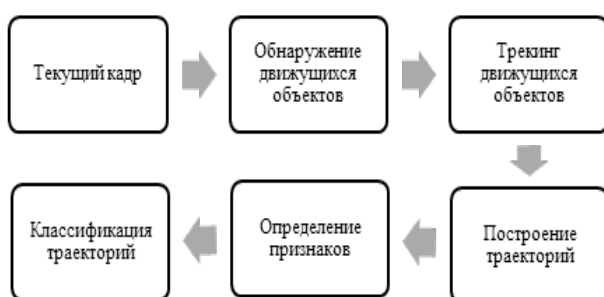 Текущий кадр
Обнаружение
движущихся
объектов
Трекинг
движущихся
объектов
Построение
траекторий
Определение
признаков
Классификация
траекторий